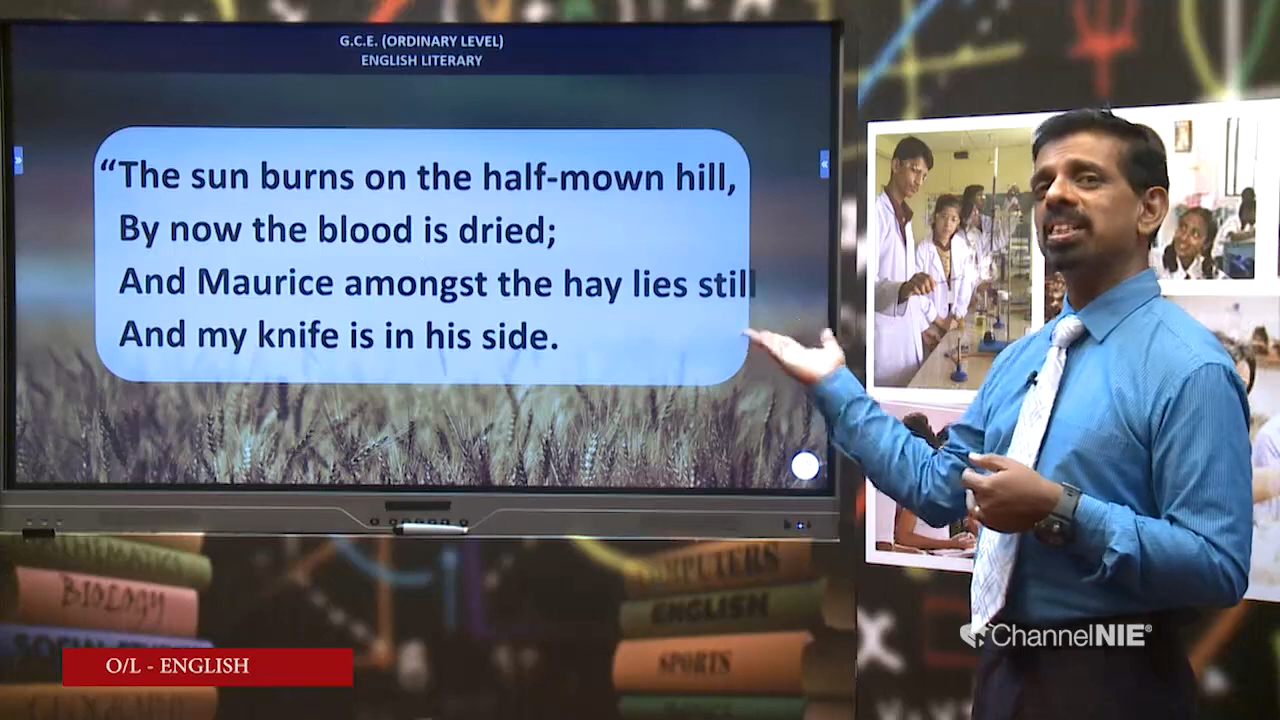 G.C.E. (ORDINARY LEVEL)
ENGLISH LITERARY
“The sun burns on the half-mown hill,
By now the blood is dried;
And Maurice amongst the hay lies still
And my knife is in his side.
BIOLOGY
COMPUTERS
ENGLISH
SPORTS
O/L - ENGLISH
ChannelNIE®